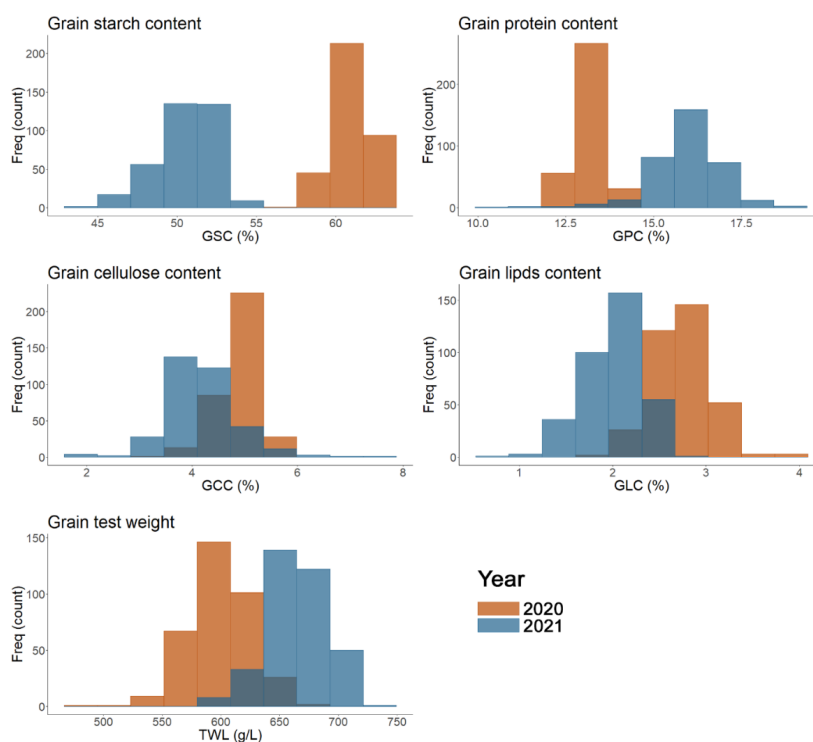 Grain starch content
Freq (count)
200
150
100
50
0
45
50
55
60
GSC (%)
Grain protein content
Freq (count)
200
100
0
10.0
12.5
15.0
17.5
GPC (%)
Grain cellulose content
Freq (count)
200
150
100
50
0
2
4
6
8
GCC (%)
Grain lipds content
Freq (count)
150
100
50
0
1
2
3
4
GLC (%)
Grain test weight
Freq (count)
150
100
50
0
500
550
600
650
700
750
TWL (g/L)
Year
2020
2021